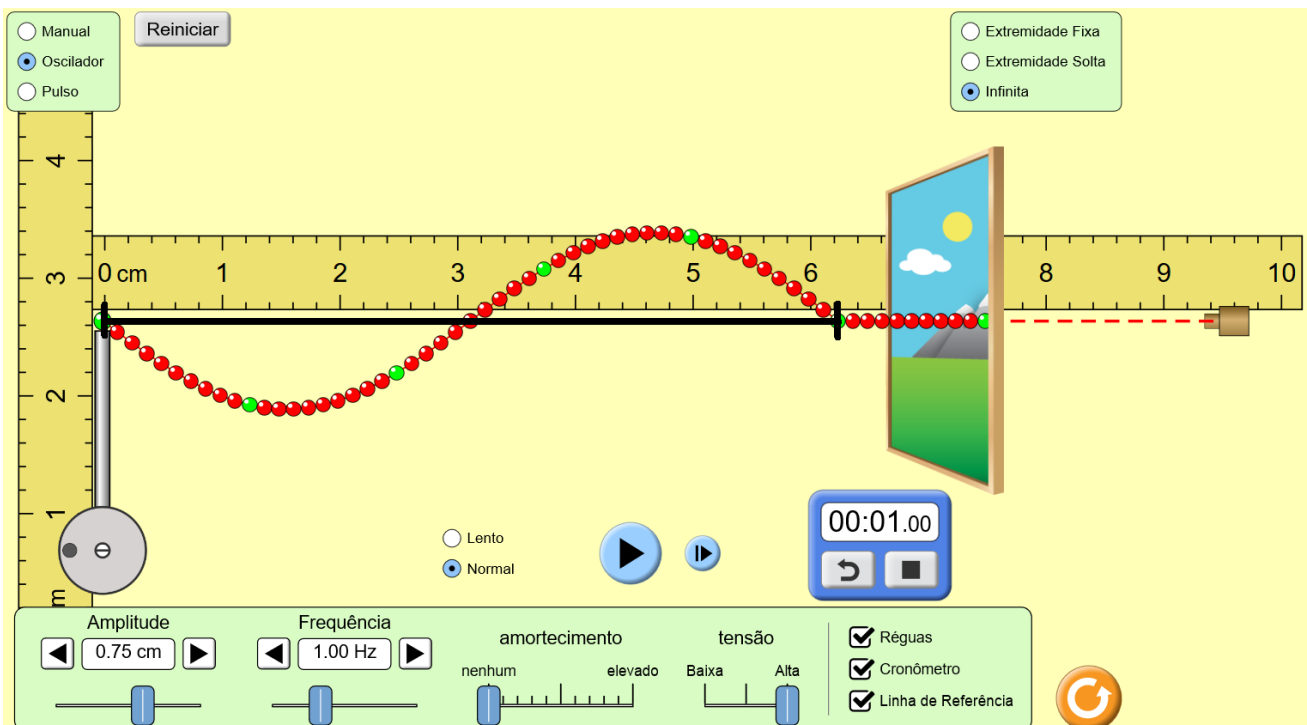 Manual
Oscilador
Pulso
Reiniciar
Extremidade Fixa
Extremidade Solta
Infinita
4
3
2
1
m
0 cm 1 2 3 4 5 6 8 9 10
Lento
Normal
00:01.00
Amplitude
0.75 cm
Frequência
1.00 Hz
amortecimento
nenhum elevado
tensão
Baixa Alta
Réguas
Cronômetro
Linha de Referência